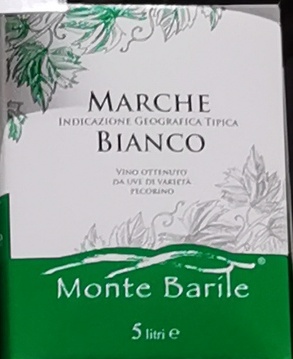 MARCHE
INDICAZIONE GEOGRAFICA TIPICA
BIANCO
VINO OTTENUTO
DA UVE DI VARIETÀ
PECORINO
Monte Barile ®
5 litri e